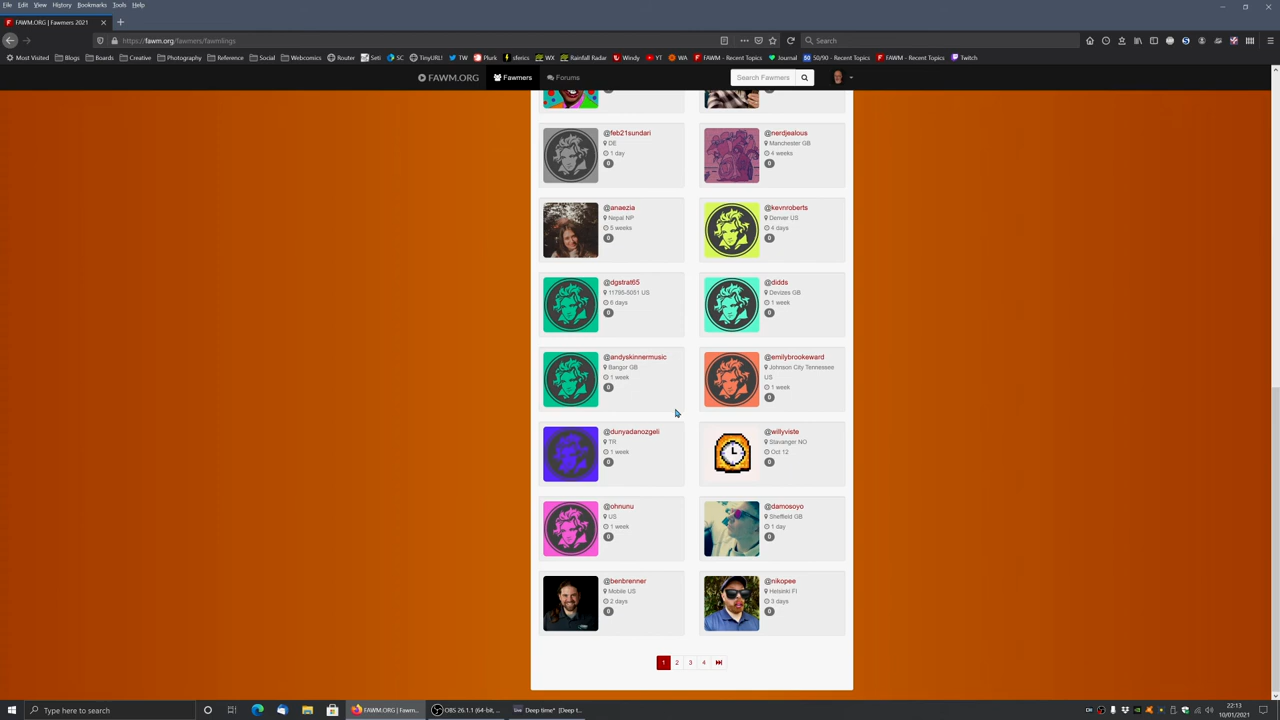 File Edit View History Bookmarks Tools Help
FAWM.ORG | Fawmers 2021
https://fawm.org/fawmers/fawmlings
Search
Most Visited Blogs Boards Creative Photography Reference Social Webcomics Router Seti SC TinyURL! TW Plurk sferics WX Rainfall Radar Windy YT WA FAWM - Recent Topics Journal 50/90 - Recent Topics FAWM - Recent Topics Twitch
FAWM.ORG Fawmers Forums Search Fawmers
@feb21sundari
DE
1 day
0
@nerdjealous
Manchester GB
4 weeks
0
@anaezia
Nepal NP
5 weeks
0
@kevnroberts
Denver US
4 days
0
@dgstrat65
11795-5051 US
6 days
0
@didds
Devizes GB
1 week
0
@andyskinnermusic
Bangor GB
1 week
0
@emilybrookeward
Johnson City Tennessee
US
1 week
0
@dunyadanozgeli
TR
1 week
0
@willyviste
Stavanger NO
Oct 12
0
@ohnunu
US
1 week
0
@damosoyo
Sheffield GB
1 day
0
@benbrenner
Mobile US
2 days
0
@nikopee
Helsinki FI
3 days
0
1 2 3 4
Type here to search
FAWM.ORG | Fawm...
OBS 26.1.1 (64-bit, ...
Deep time* [Deep t...
22:13
10/01/2021